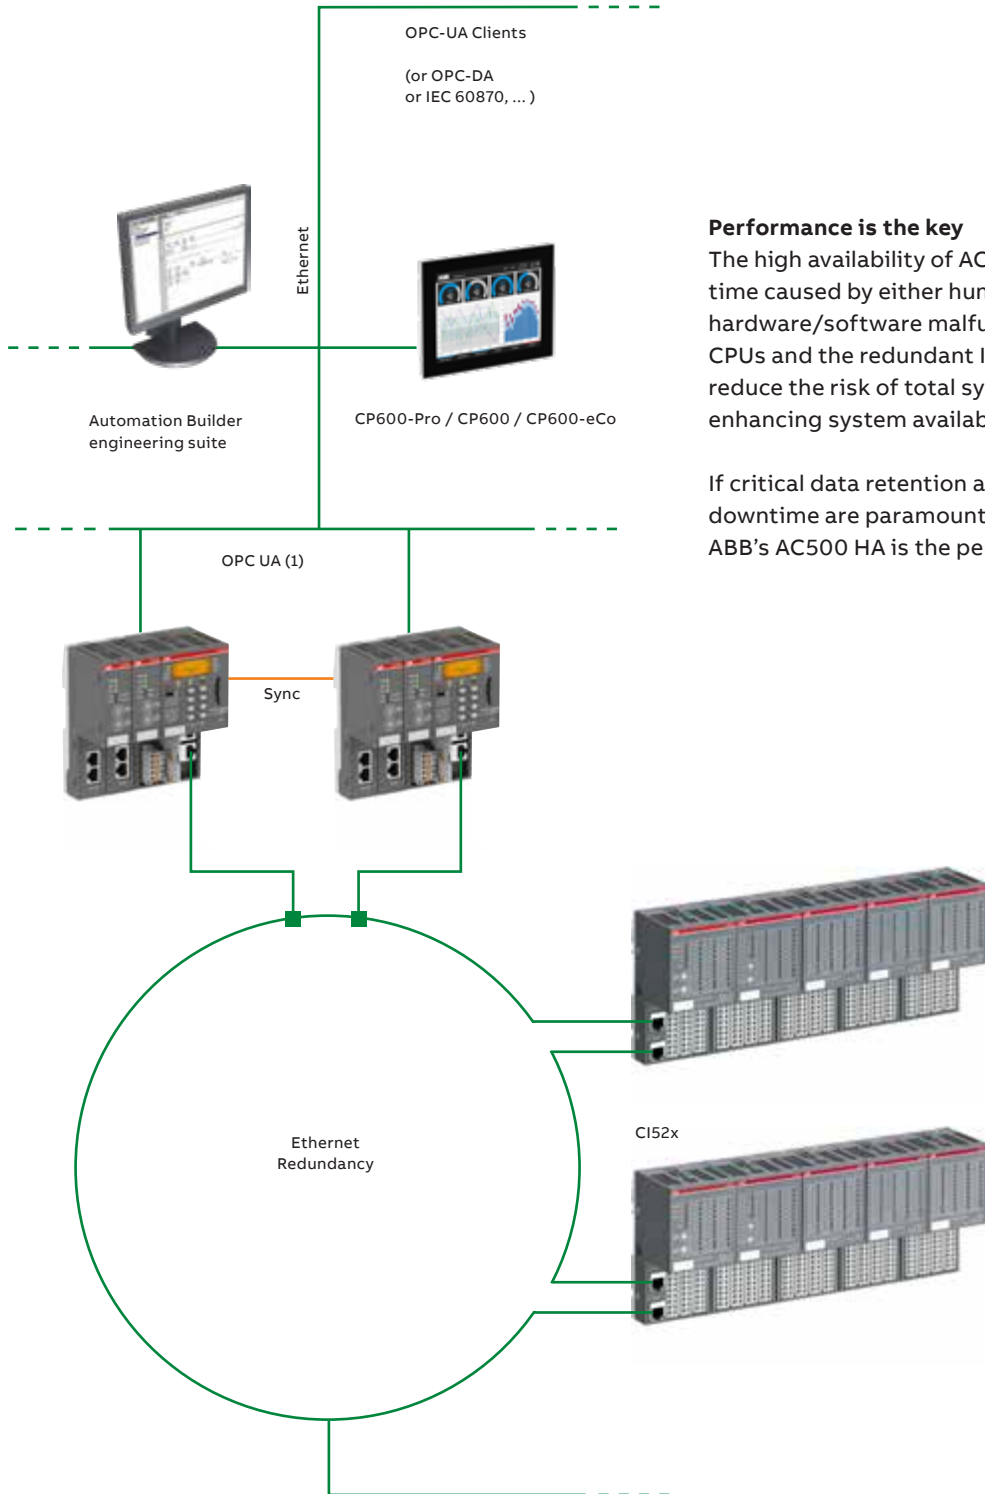 OPC-UA Clients
(or OPC-DA
or IEC 60870, ... )
Ethernet
Automation Builder
engineering suite
CP600-Pro / CP600 / CP600-eCo
OPC UA (1)
Sync
Ethernet
Redundancy
CI52x
Performance is the key
The high availability of AC
time caused by either hum
hardware/software malfu
CPUs and the redundant I
reduce the risk of total sy
enhancing system availab
If critical data retention a
downtime are paramount
ABB’s AC500 HA is the pe